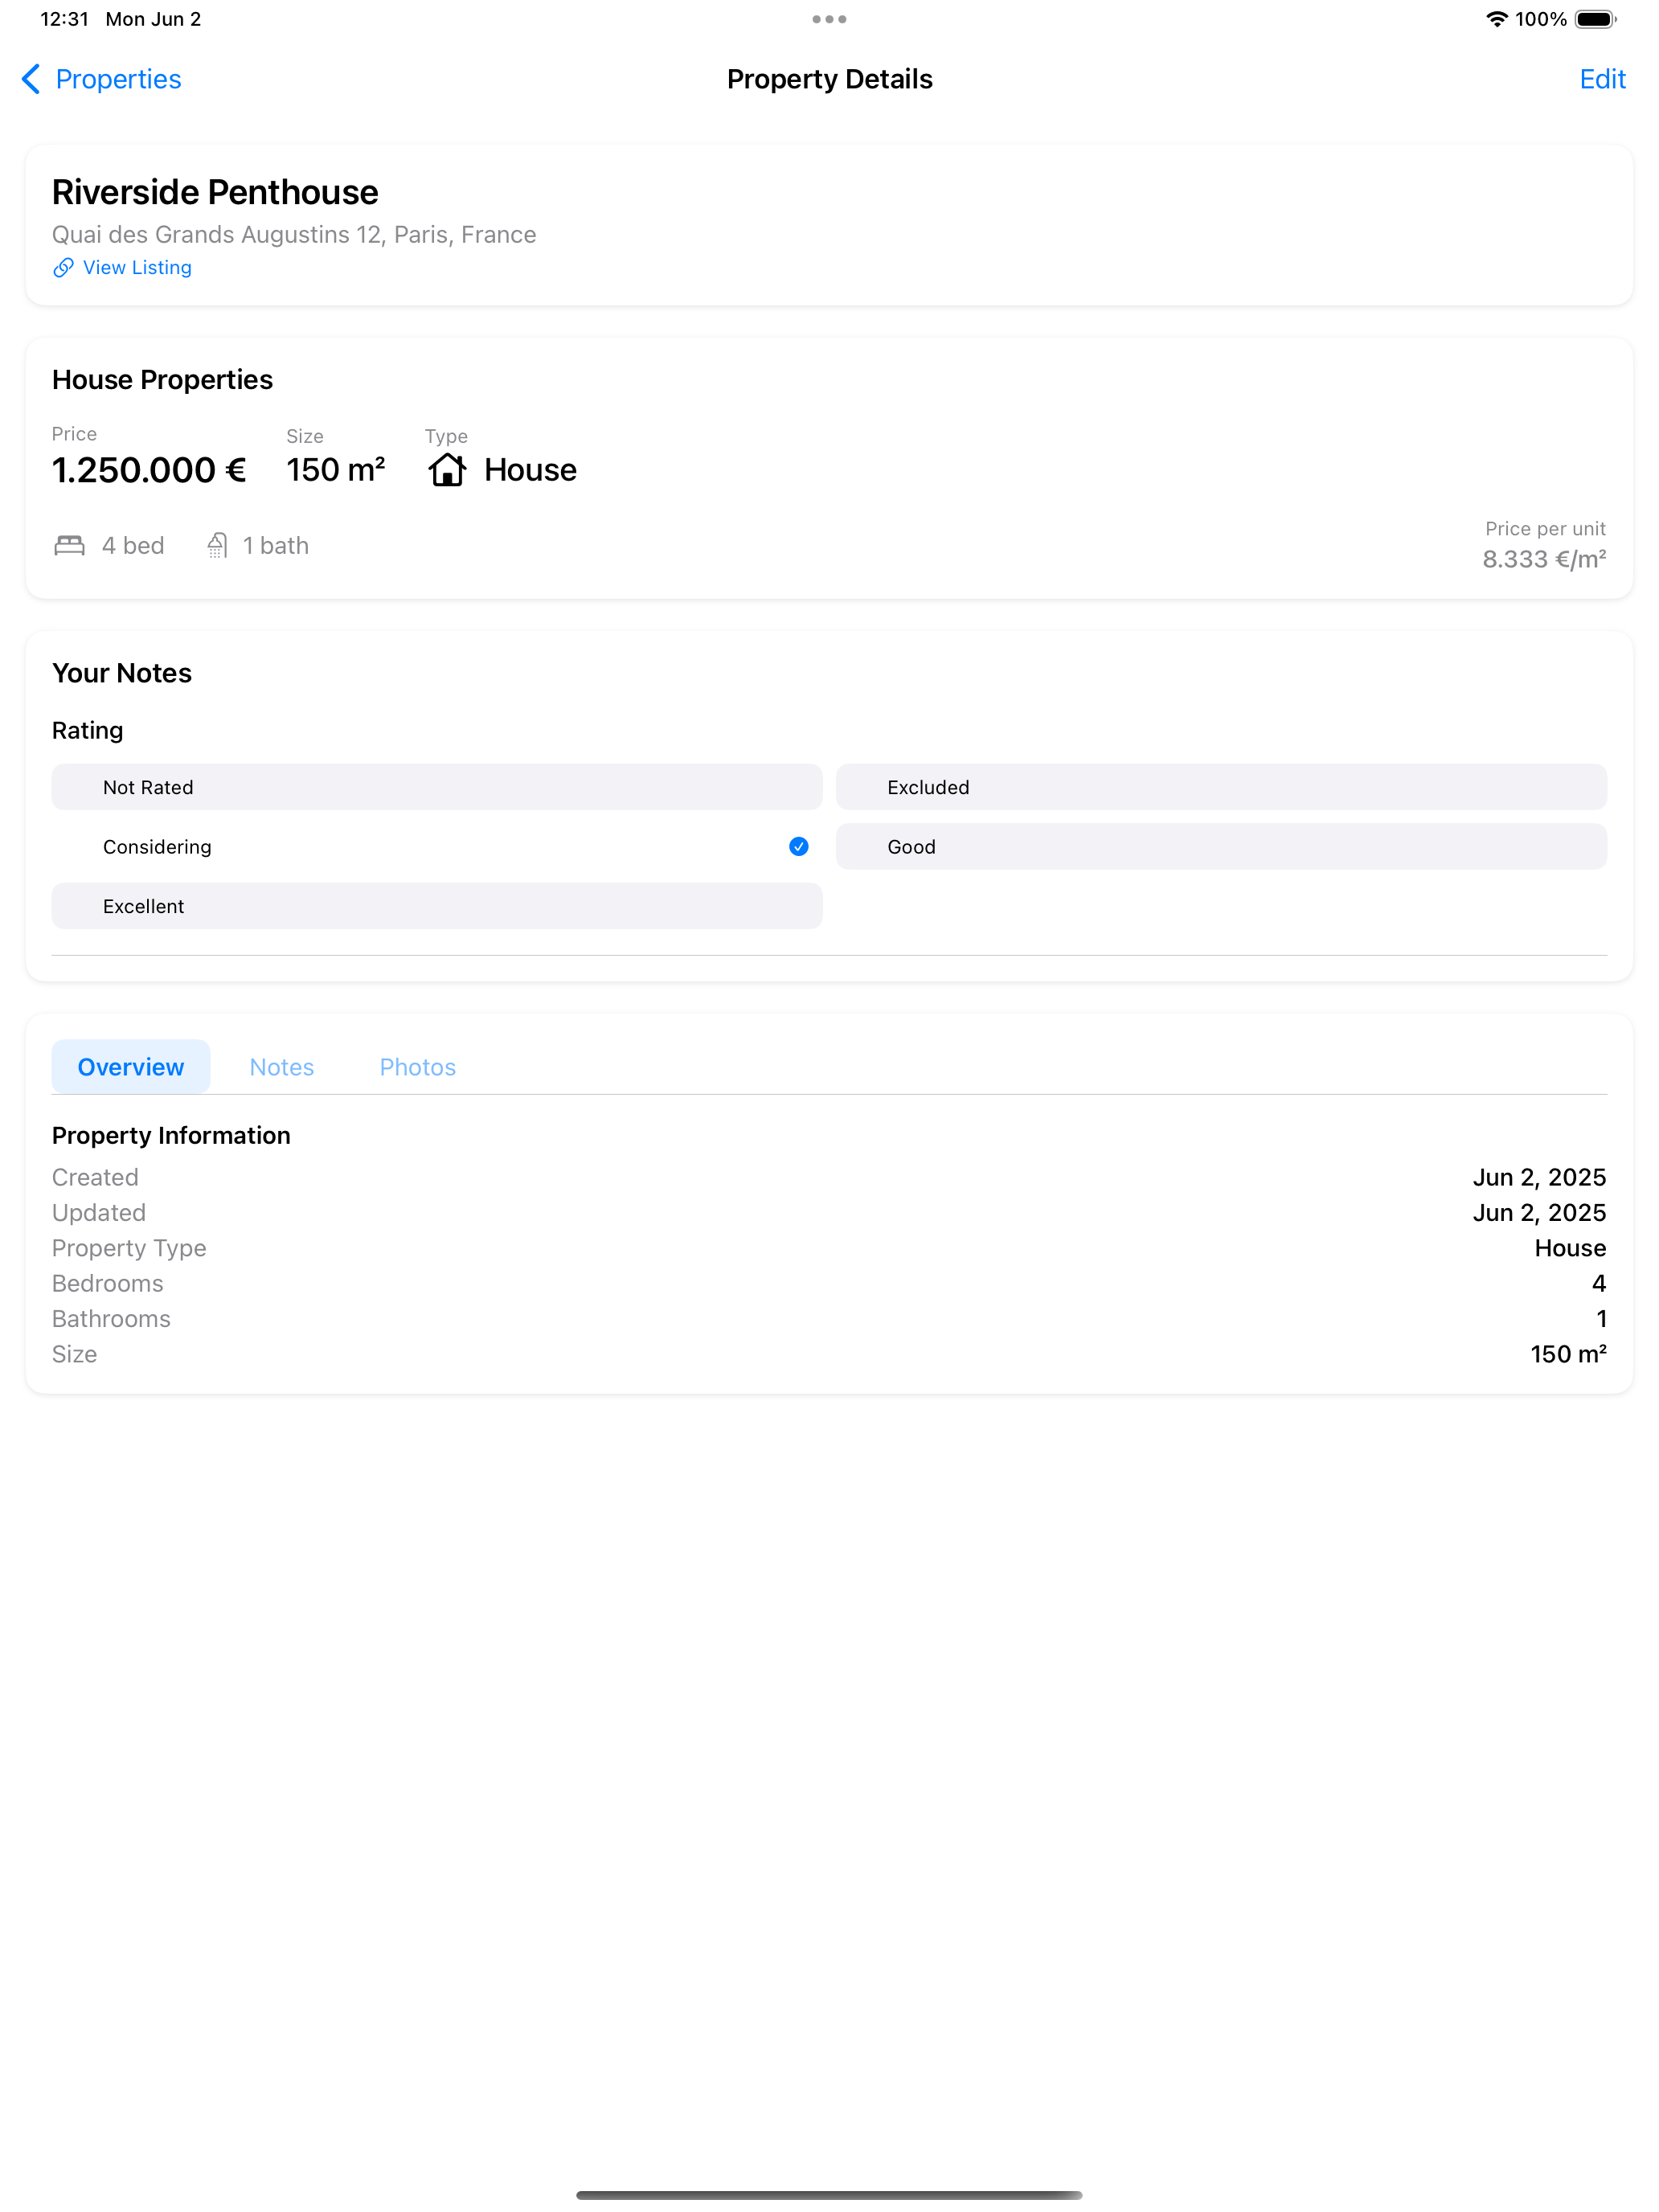 12:31 Mon Jun 2 100%
Properties Property Details Edit
Riverside Penthouse
Quai des Grands Augustins 12, Paris, France
View Listing
House Properties
Price Size Type
1.250.000 € 150 m² House
4 bed 1 bath
Price per unit
8.333 €/m²
Your Notes
Rating
Not Rated Excluded
Considering Good
Excellent
Overview Notes Photos
Property Information
Created Jun 2, 2025
Updated Jun 2, 2025
Property Type House
Bedrooms 4
Bathrooms 1
Size 150 m²